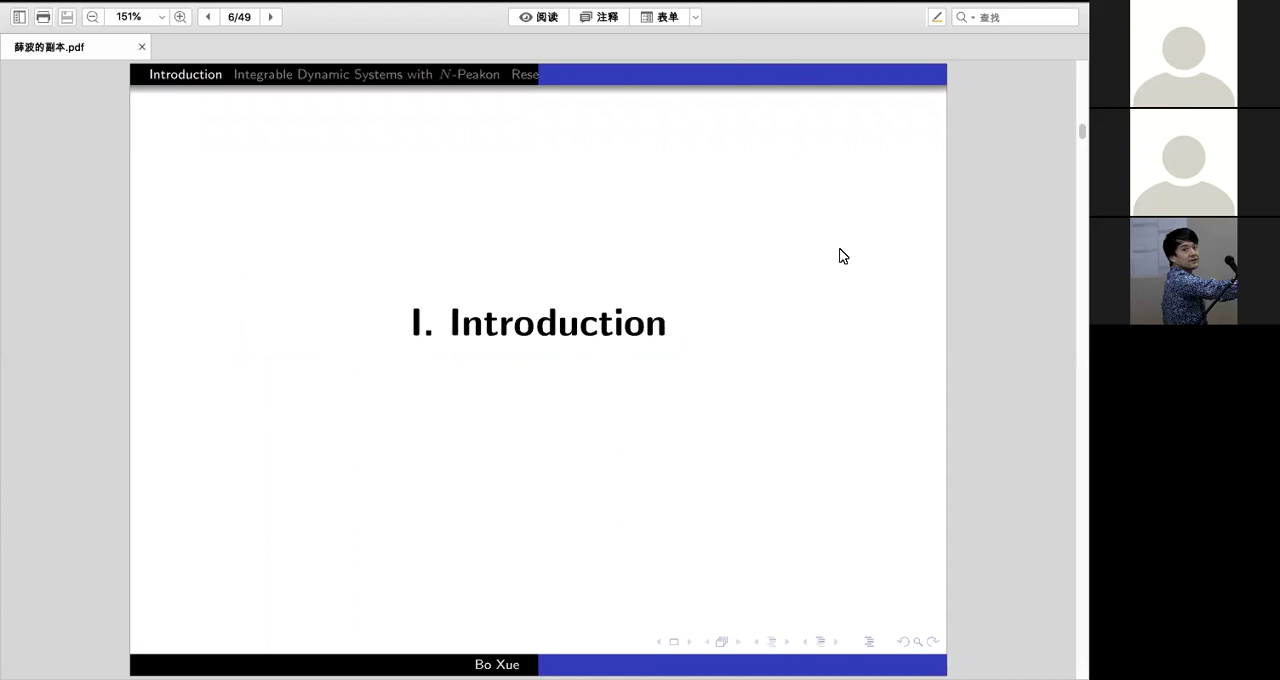 151%
6/49
阅读
注释
表单
查找
薛波的副本.pdf
Introduction Integrable Dynamic Systems with N-Peakon Rese
I. Introduction
Bo Xue